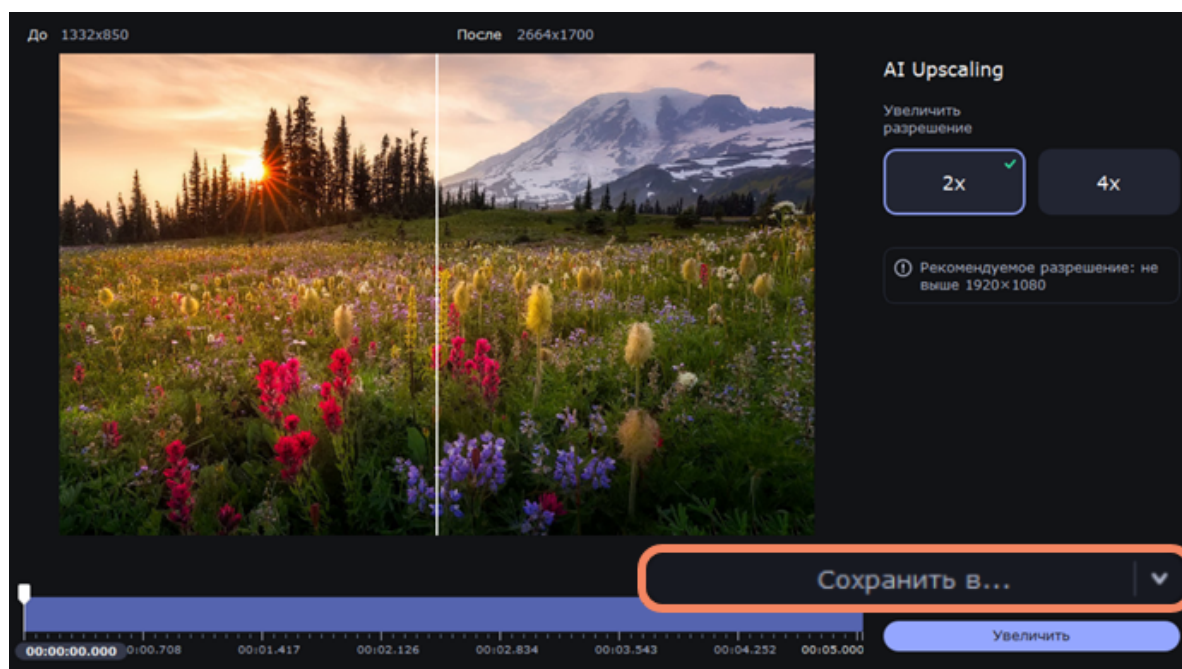 До 1332x850
После 2664x1700
AI Upscaling
Увеличить
разрешение
2x
4x
Рекомендуемое разрешение: не
выше 1920×1080
Сохранить в...
00:00:00.000 0:00.708 00:01.417 00:02.126 00:02.834 00:03.543 00:04.252 00:05.000
Увеличить